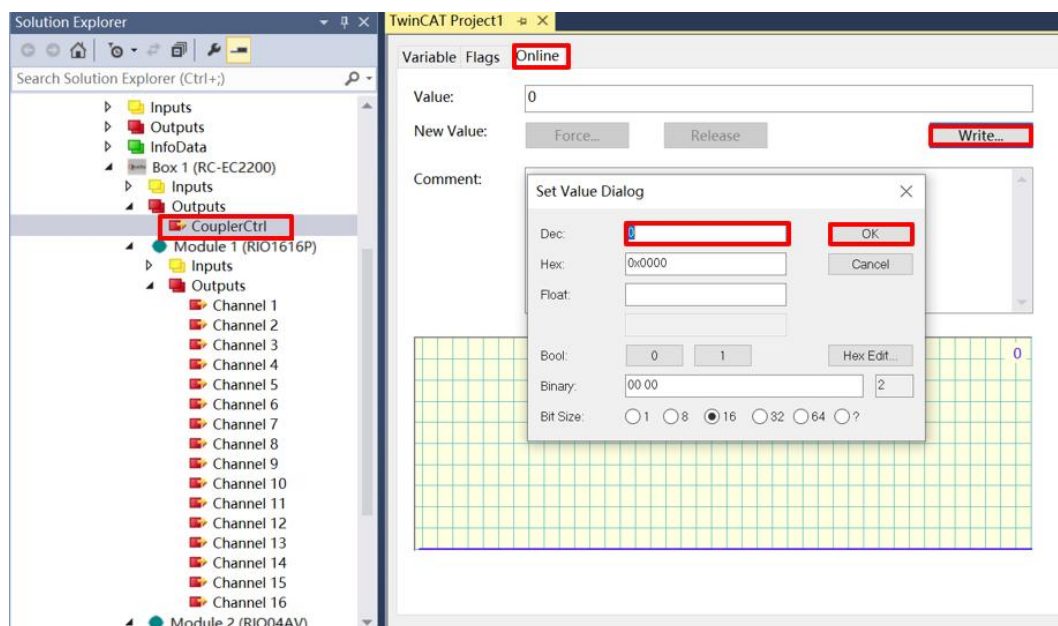 Solution Explorer
Search Solution Explorer (Ctrl+;)
Inputs
Outputs
InfoData
Box 1 (RC-EC2200)
Inputs
Outputs
CouplerCtrl
Module 1 (RIO1616P)
Inputs
Outputs
Channel 1
Channel 2
Channel 3
Channel 4
Channel 5
Channel 6
Channel 7
Channel 8
Channel 9
Channel 10
Channel 11
Channel 12
Channel 13
Channel 14
Channel 15
Channel 16
Module 2 (RIO04AV)
TwinCAT Project1
Variable Flags Online
Value: 0
New Value: Force... Release Write...
Comment:
Set Value Dialog
Dec: 0 OK
Hex: 0x0000 Cancel
Float:
Bool: 0 1 Hex Edit...
Binary: 00 00 2
Bit Size: 1 8 16 32 64 ?
0